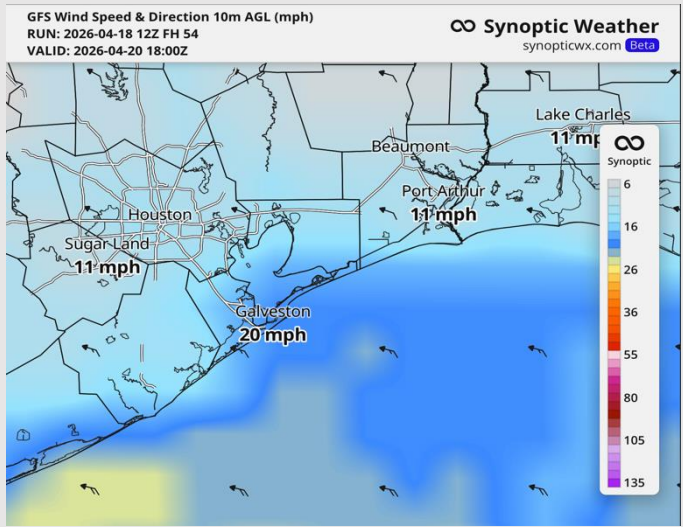 GFS Wind Speed & Direction 10m AGL (mph)
RUN: 2026-04-18 12Z FH 54
VALID: 2026-04-20 18:00Z
Synoptic Weather
synopticwx.com Beta
Lake Charles
11 mp
Beaumont
Port Arthur
11 mph
Houston
Sugar Land
11 mph
Galveston
20 mph
Synoptic
6
16
26
36
55
80
105
135